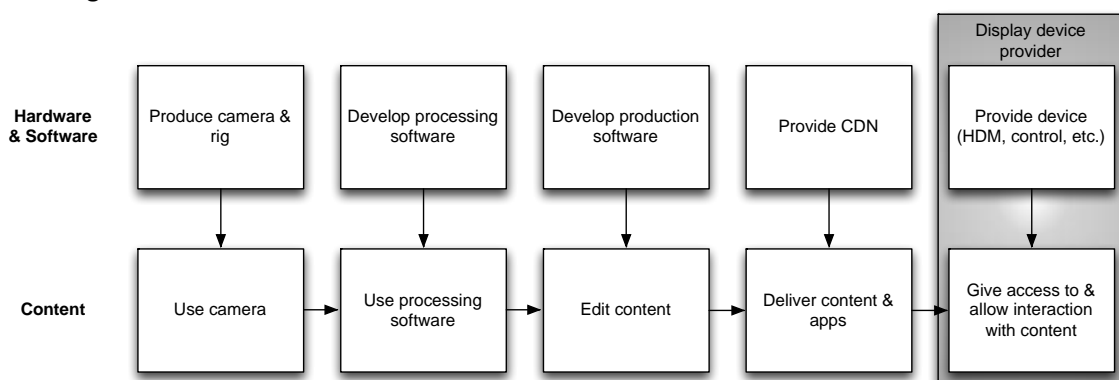 Display device
provider
Hardware
& Software
Produce camera &
rig
Develop processing
software
Develop production
software
Provide CDN
Provide device
(HDM, control, etc.)
Content
Use camera
Use processing
software
Edit content
Deliver content &
apps
Give access to &
allow interaction
with content